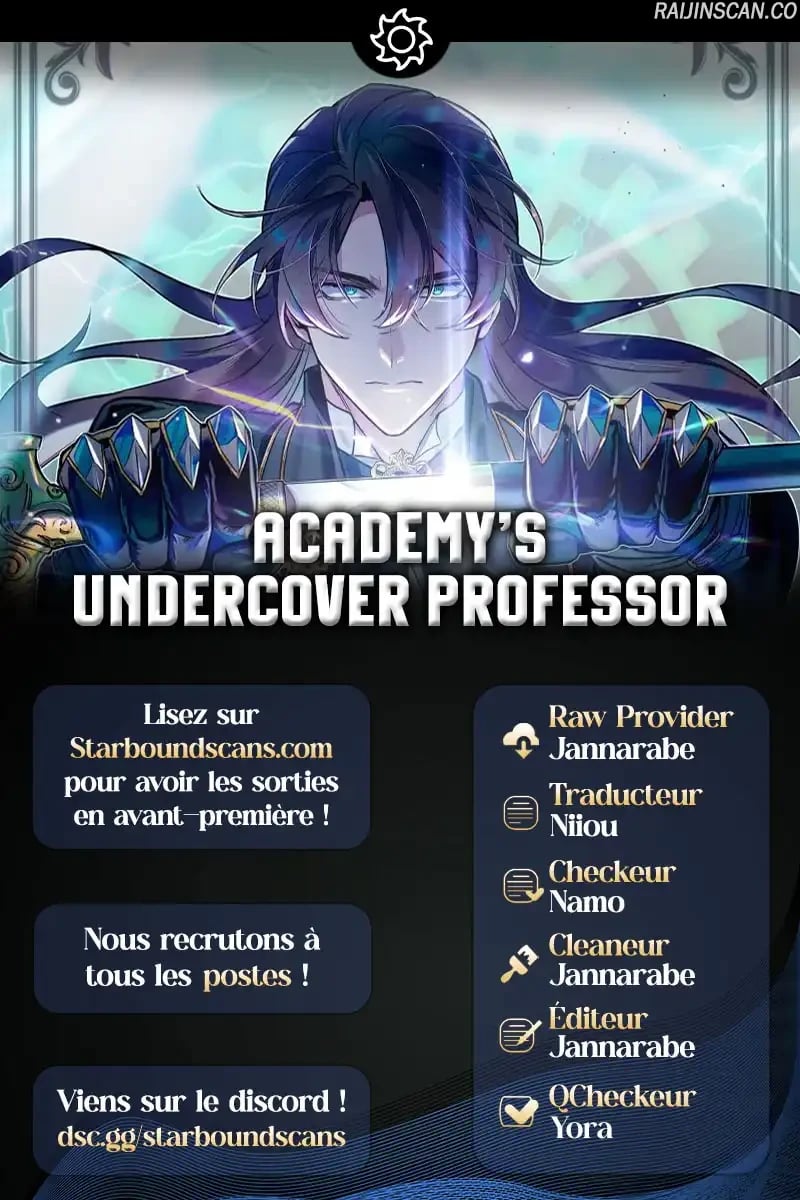 RAIJINSCAN.CO
ACADEMY'S
UNDERCOVER PROFESSOR
Lisez sur
Starboundscans.com
pour avoir les sorties
en avant-première !
Nous recrutons à
tous les postes !
Viens sur le discord !
dsc.gg/starboundscans
Raw Provider
Jannarabe
Traducteur
Niiou
Checkeur
Namo
Cleaneur
Jannarabe
Éditeur
Jannarabe
QCheckeur
Yora